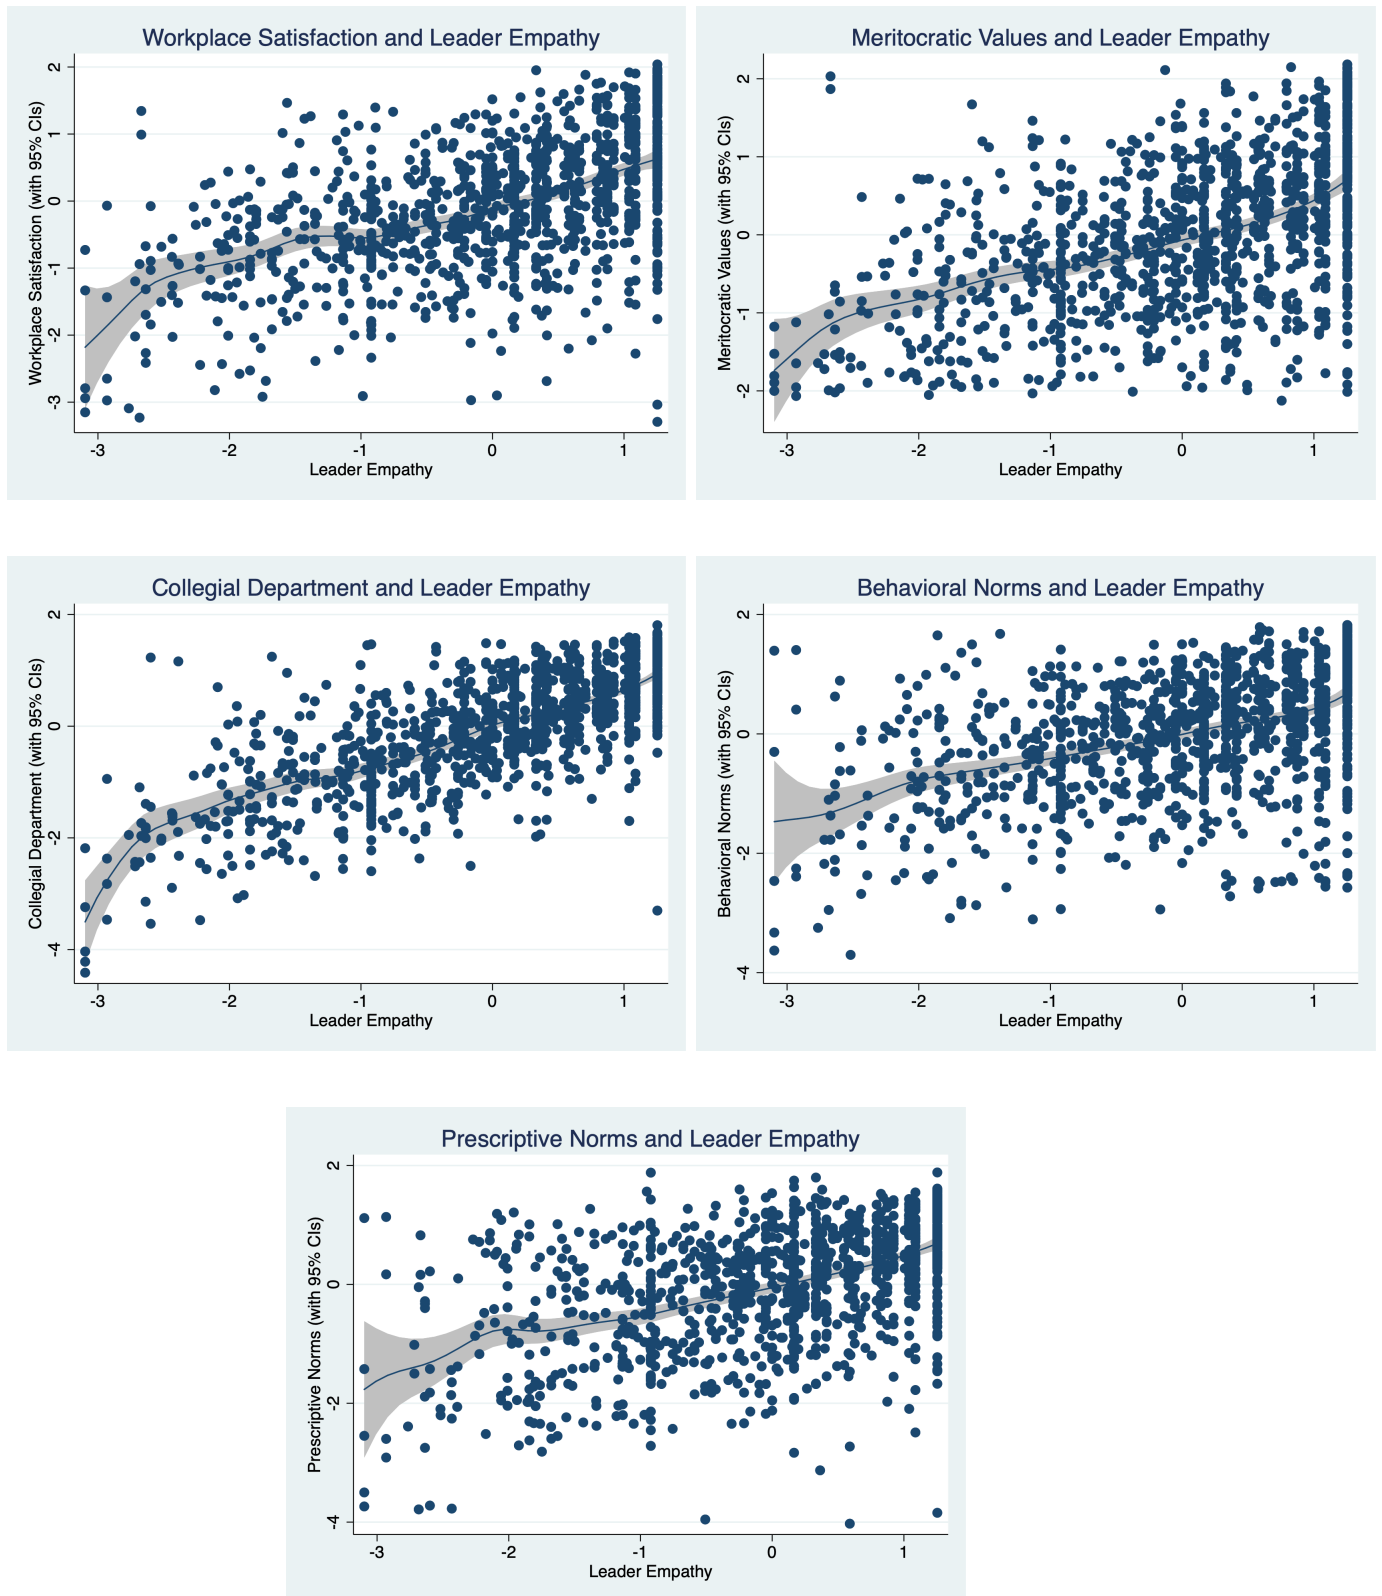 Workplace Satisfaction and Leader Empathy
Workplace Satisfaction (with 95% CIs)
2
1
0
-1
-2
-3
-3 -2 -1 0 1
Leader Empathy
Meritocratic Values and Leader Empathy
Meritocratic Values (with 95% CIs)
2
1
0
-1
-2
-3 -2 -1 0 1
Leader Empathy
Collegial Department and Leader Empathy
Collegial Department (with 95% CIs)
2
0
-2
-4
-3 -2 -1 0 1
Leader Empathy
Behavioral Norms and Leader Empathy
Behavioral Norms (with 95% CIs)
2
0
-2
-4
-3 -2 -1 0 1
Leader Empathy
Prescriptive Norms and Leader Empathy
Prescriptive Norms (with 95% CIs)
2
0
-2
-4
-3 -2 -1 0 1
Leader Empathy